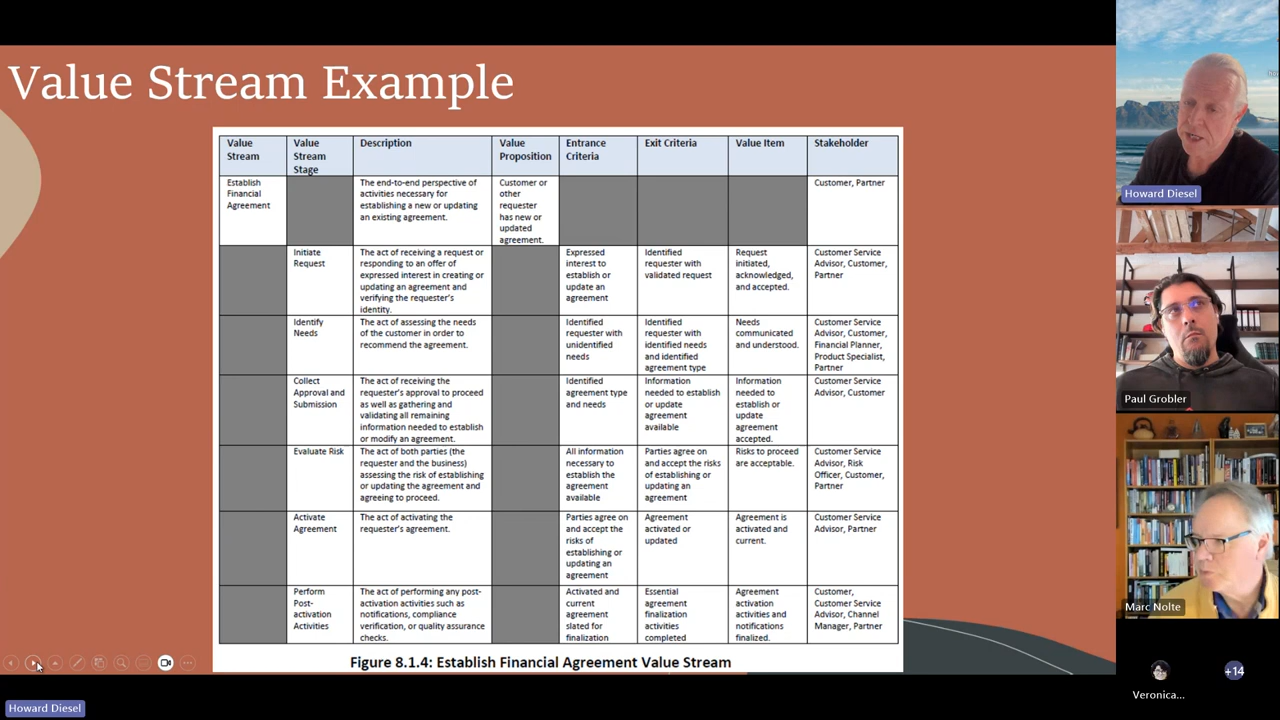 Value Stream Example
Value
Stream
Value
Stream
Stage
Description
Value
Proposition
Entrance
Criteria
Exit Criteria
Value Item
Stakeholder
Establish
Financial
Agreement
The end-to-end perspective of
activities necessary for
establishing a new or updating
an existing agreement.
Customer or
other
requester
has new or
updated
agreement.
Customer, Partner
Initiate
Request
The act of receiving a request or
responding to an offer of
expressed interest in creating or
updating an agreement and
verifying the requester's
identity.
Expressed
interest to
establish or
update an
agreement
Identified
requester with
validated request
Request
initiated,
acknowledged,
and accepted.
Customer Service
Advisor, Customer,
Partner
Identify
Needs
The act of assessing the needs
of the customer in order to
recommend the agreement.
Identified
requester with
unidentified
needs
Identified
requester with
identified needs
and identified
agreement type
Needs
communicated
and understood.
Customer Service
Advisor, Customer,
Financial Planner,
Product Specialist,
Partner
Collect
Approval and
Submission
The act of receiving the
requester's approval to proceed
as well as gathering and
validating all remaining
information needed to establish
or modify an agreement.
Identified
agreement type
and needs
Information
needed to establish
or update
agreement
available
Information
needed to
establish or
update
agreement
accepted.
Customer Service
Advisor, Customer
Evaluate Risk
The act of both parties (the
requester and the business)
assessing the risk of establishing
or updating the agreement and
agreeing to proceed.
All information
necessary to
establish the
agreement
available
Parties agree on
and accept the risks
of establishing or
updating an
agreement
Risks to proceed
are acceptable.
Customer Service
Advisor, Risk
Officer, Customer,
Partner
Activate
Agreement
The act of activating the
requester's agreement.
Parties agree on
and accept the
risks of
establishing or
updating an
agreement
Agreement
activated or
updated
Agreement is
activated and
current.
Customer Service
Advisor, Partner
Perform
Post-
activation
Activities
The act of performing any post-
activation activities such as
notifications, compliance
verification, or quality assurance
checks.
Activated and
current
agreement
slated for
finalization
Essential
agreement
finalization
activities
completed
Agreement
activation
activities and
notifications
finalized.
Customer,
Customer Service
Advisor, Channel
Manager, Partner
Figure 8.1.4: Establish Financial Agreement Value Stream
Howard Diesel
Howard Diesel
Paul Grobler
Marc Nolte
Veronica...
+14